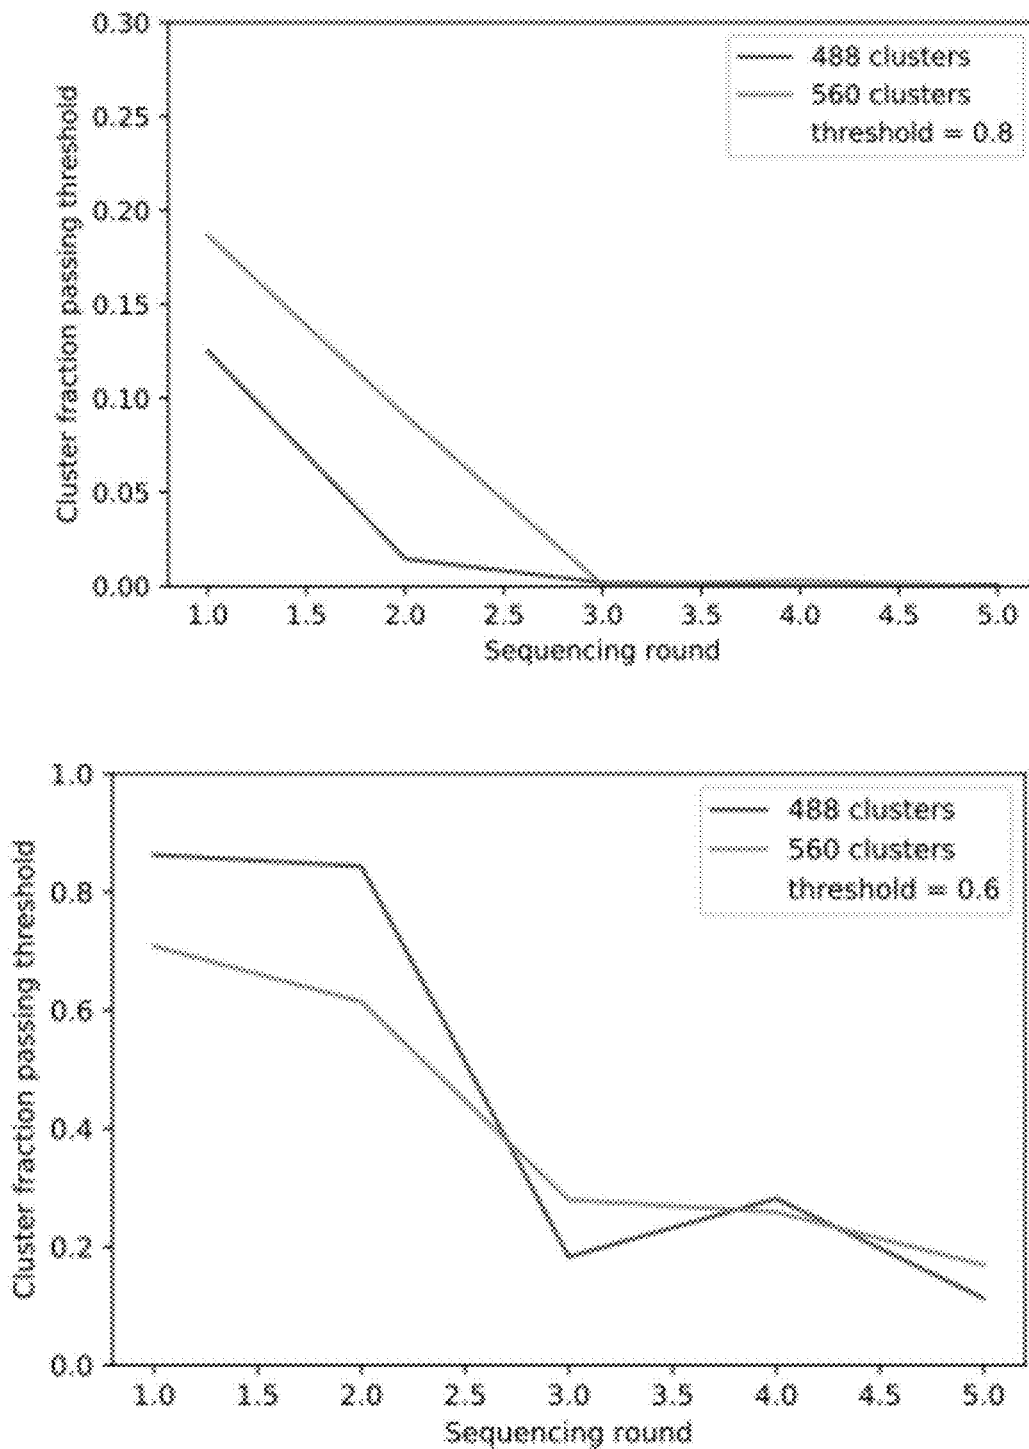 0.30
0.25
0.20
0.15
0.10
0.05
0.00
Cluster fraction passing threshold
488 clusters
560 clusters
threshold = 0.8
1.0 1.5 2.0 2.5 3.0 3.5 4.0 4.5 5.0
Sequencing round
1.0
0.8
0.6
0.4
0.2
0.0
Cluster fraction passing threshold
488 clusters
560 clusters
threshold = 0.6
1.0 1.5 2.0 2.5 3.0 3.5 4.0 4.5 5.0
Sequencing round